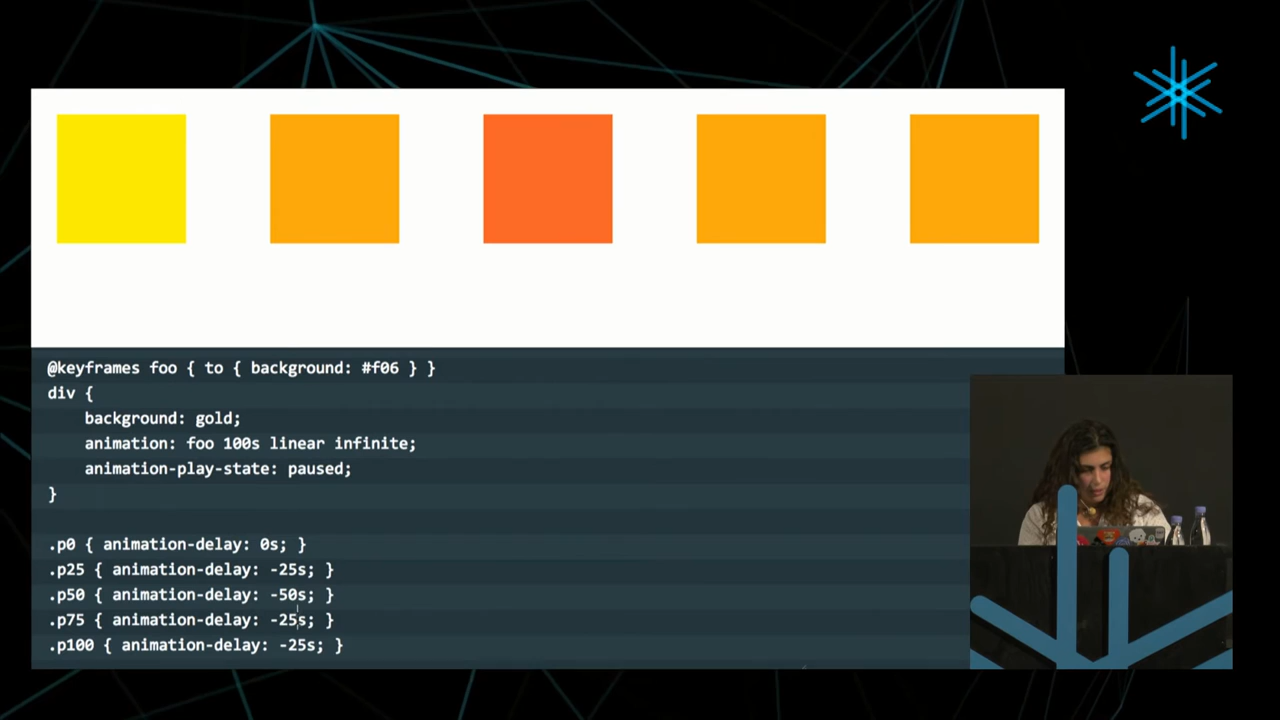 @keyframes foo { to { background: #f06 } }
div {
    background: gold;
    animation: foo 100s linear infinite;
    animation-play-state: paused;
}

.p0 { animation-delay: 0s; }
.p25 { animation-delay: -25s; }
.p50 { animation-delay: -50s; }
.p75 { animation-delay: -25s; }
.p100 { animation-delay: -25s; }